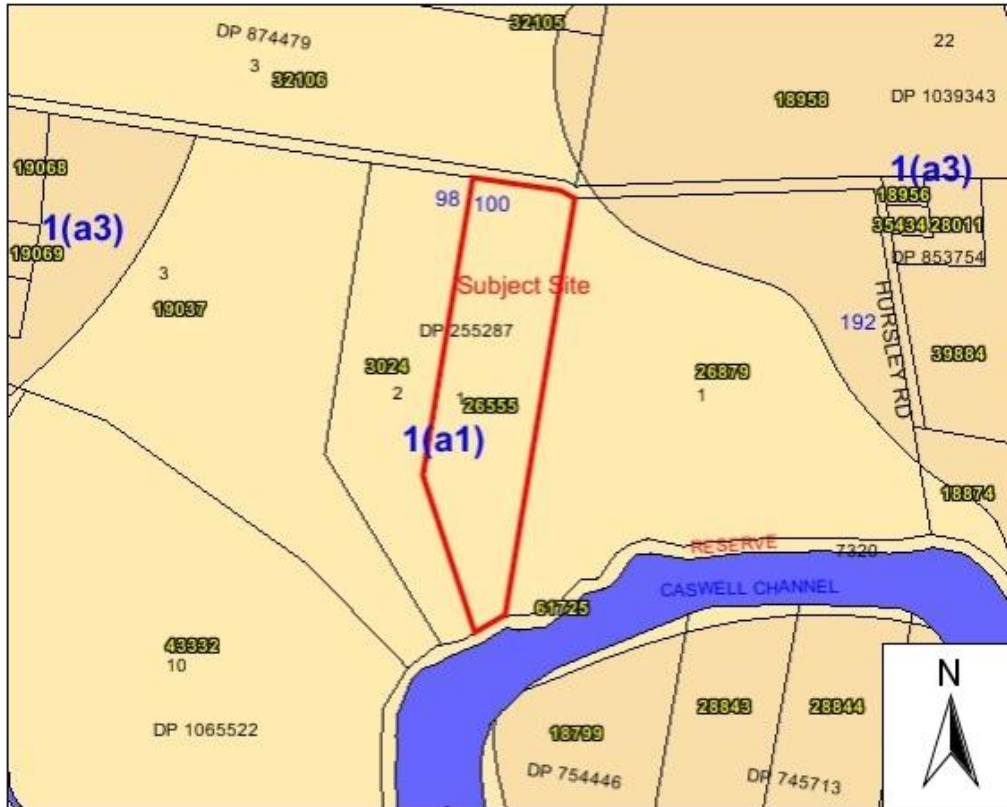 32105
DP 874479
3
32106
22
18958
DP 1039343
19068
1(a3)
18956
98
100
1(a3)
35434
28011
19069
DP 853754
3
Subject Site
19037
HURSLEY RD
192
DP 255287
39884
3024
26879
2
1
26555
1
1(a1)
18874
RESERVE
7320
CASWELL CHANNEL
61725
43332
10
N
28843
28844
DP 1065522
18799
DP 754446
DP 745713